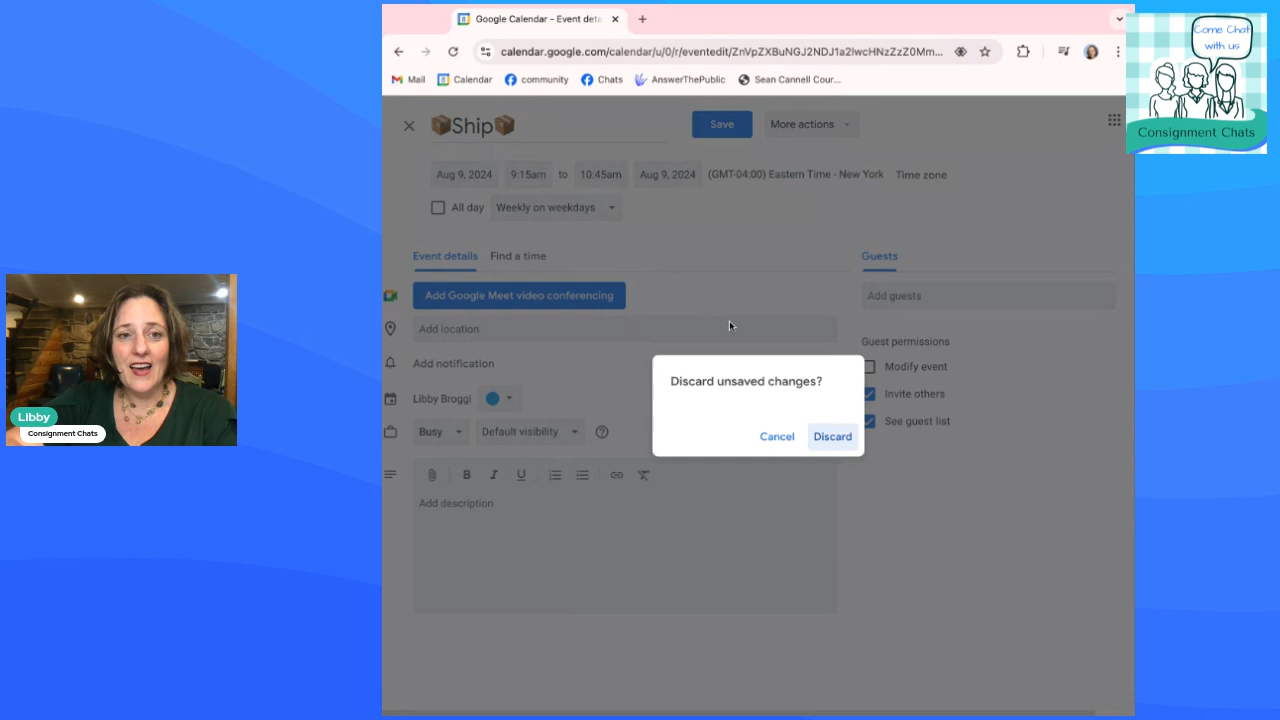 Google Calendar - Event deta
calendar.google.com/calendar/u/0/r/eventedit/ZnVpZXBuNGJ2NDJ1a2lwcHNzZzZ0Mm...
Mail Calendar community Chats AnswerThePublic Sean Cannell Cour...
Come Chat
with us
Consignment Chats
📦Ship📦 Save More actions
Aug 9, 2024 9:15am to 10:45am Aug 9, 2024 (GMT-04:00) Eastern Time - New York Time zone
All day Weekly on weekdays
Event details Find a time Guests
Add Google Meet video conferencing Add guests
Add location
Guest permissions
Add notification Modify event
Discard unsaved changes?
Libby Broggi Invite others
Busy Default visibility See guest list
Cancel Discard
B I U
Add description
Libby
Consignment Chats